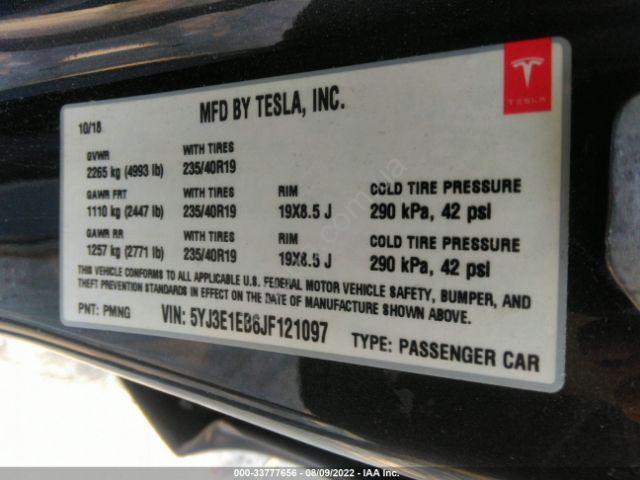 MFD BY TESLA, INC.
TESLA
10/18
GVWR WITH TIRES
2265 kg (4993 lb) 235/40R19
GAWR FRT WITH TIRES RIM COLD TIRE PRESSURE
1110 kg (2447 lb) 235/40R19 19X8.5 J 290 kPa, 42 psi
GAWR RR WITH TIRES RIM COLD TIRE PRESSURE
1257 kg (2771 lb) 235/40R19 19X8.5 J 290 kPa, 42 psi
THIS VEHICLE CONFORMS TO ALL APPLICABLE U.S. FEDERAL MOTOR VEHICLE SAFETY, BUMPER, AND
THEFT PREVENTION STANDARDS IN EFFECT ON THE DATE OF MANUFACTURE SHOWN ABOVE.
PNT: PMNG VIN: 5YJ3E1EB6JF121097 TYPE: PASSENGER CAR
000-33777656 - 08/09/2022 - IAA Inc.